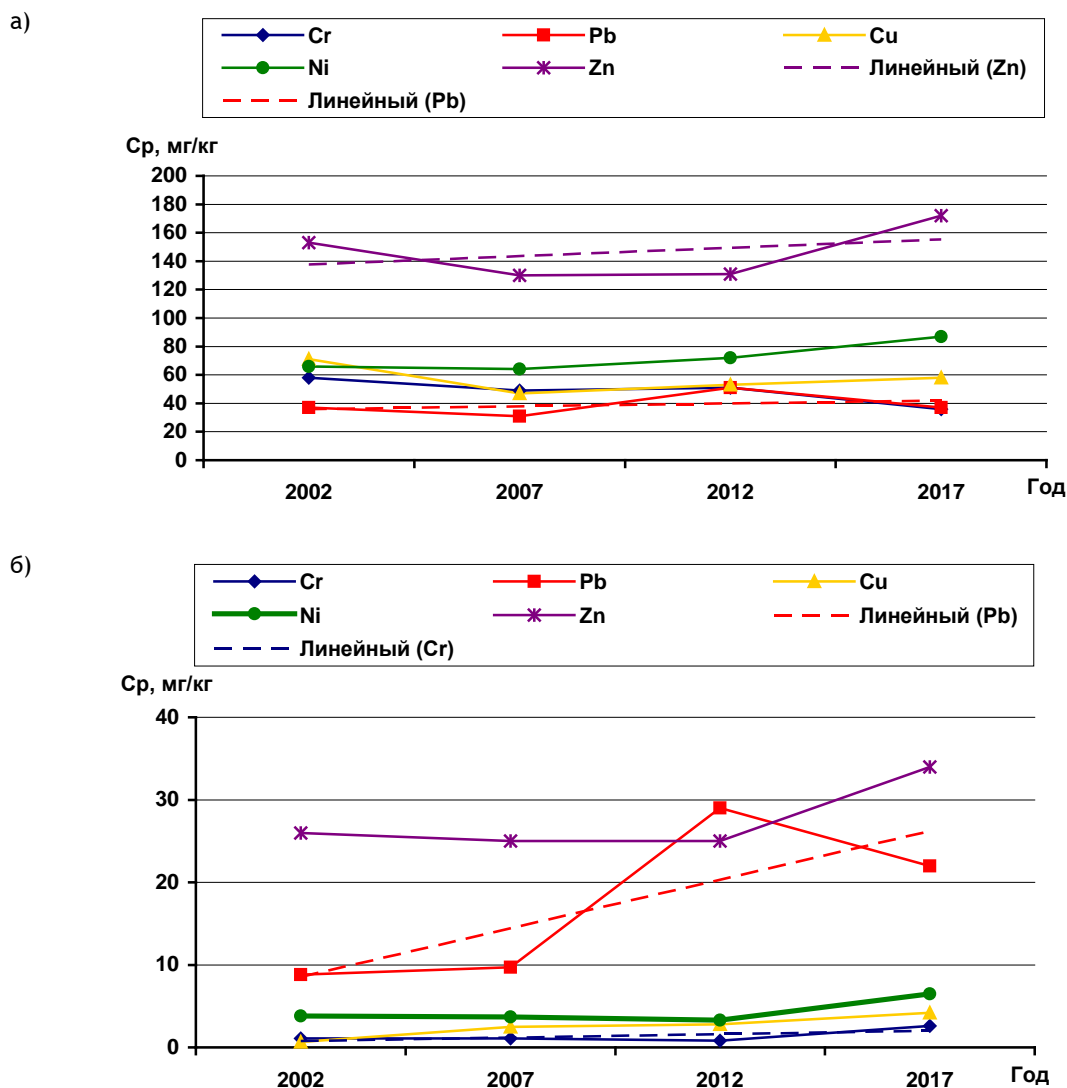 а)
Cr Pb Cu
Ni Zn Линейный (Zn)
Линейный (Pb)
Ср, мг/кг
200
180
160
140
120
100
80
60
40
20
0
2002 2007 2012 2017 Год
б)
Cr Pb Cu
Ni Zn Линейный (Pb)
Линейный (Cr)
Ср, мг/кг
40
30
20
10
0
2002 2007 2012 2017 Год